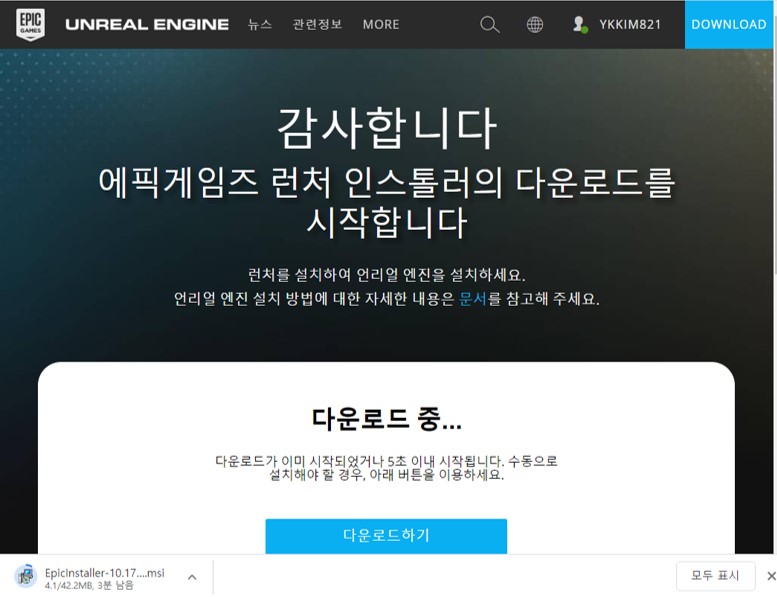 EPIC GAMES UNREAL ENGINE 뉴스 관련정보 MORE YKKIM821 DOWNLOAD
감사합니다
에픽게임즈 런처 인스톨러의 다운로드를
시작합니다
런처를 설치하여 언리얼 엔진을 설치하세요.
언리얼 엔진 설치 방법에 대한 자세한 내용은 문서를 참고해 주세요.
다운로드 중...
다운로드가 이미 시작되었거나 5초 이내 시작됩니다. 수동으로
설치해야 할 경우, 아래 버튼을 이용하세요.
다운로드하기
EpicInstaller-10.17....msi
4.1/42.2MB, 3분 남음
모두 표시